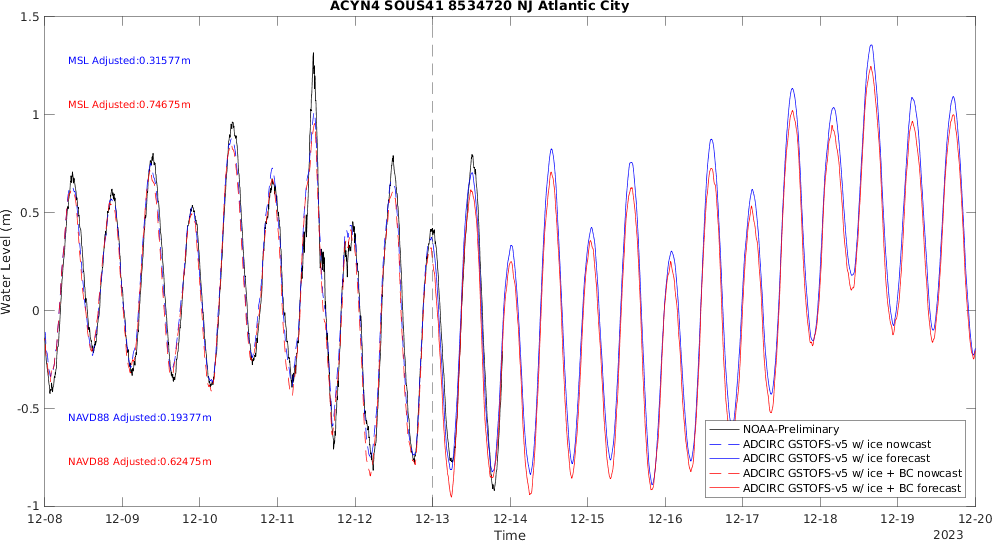 ACYN4 SOUS41 8534720 NJ Atlantic City
1.5
1
0.5
0
-0.5
-1
Water Level (m)
MSL Adjusted:0.31577m
MSL Adjusted:0.74675m
NAVD88 Adjusted:0.19377m
NAVD88 Adjusted:0.62475m
NOAA-Preliminary
ADCIRC GSTOFS-v5 w/ ice nowcast
ADCIRC GSTOFS-v5 w/ ice forecast
ADCIRC GSTOFS-v5 w/ ice + BC nowcast
ADCIRC GSTOFS-v5 w/ ice + BC forecast
12-08 12-09 12-10 12-11 12-12 12-13 12-14 12-15 12-16 12-17 12-18 12-19 12-20
Time
2023